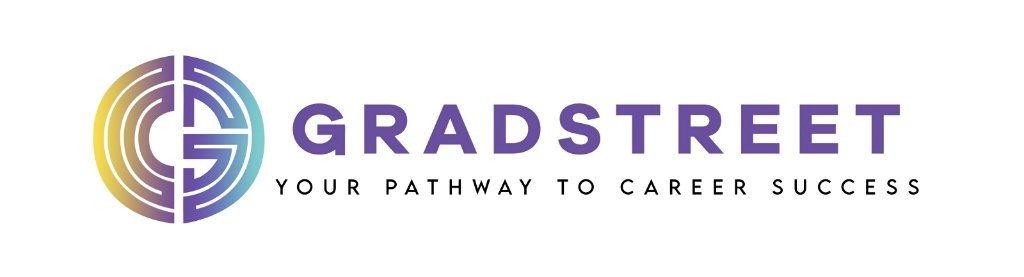 GRADSTREET
YOUR PATHWAY TO CAREER SUCCESS